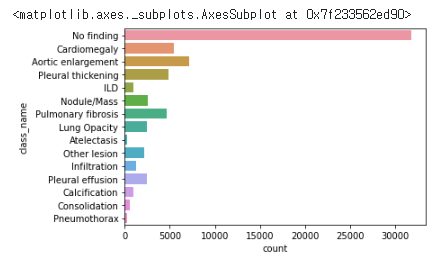 <matplotlib.axes._subplots.AxesSubplot at 0x7f233562ed90>
No finding
Cardiomegaly
Aortic enlargement
Pleural thickening
ILD
Nodule/Mass
Pulmonary fibrosis
Lung Opacity
Atelectasis
Other lesion
Infiltration
Pleural effusion
Calcification
Consolidation
Pneumothorax
class_name
0 5000 10000 15000 20000 25000 30000
count